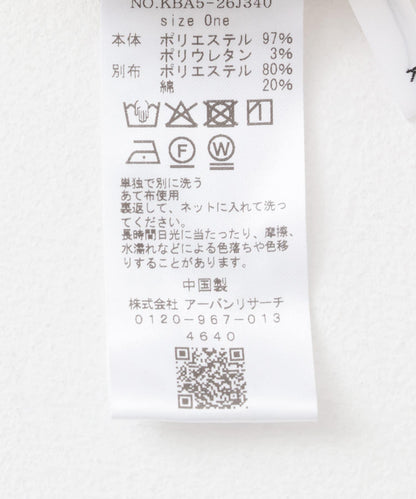 NO.KBA5-26J340
size One
本体 ポリエステル 97%
ポリウレタン 3%
別布 ポリエステル 80%
綿 20%
F W
単独で別に洗う
あて布使用
裏返して、ネットに入れて洗っ
てください。
長時間日光に当たったり、摩擦、
水濡れなどによる色落ちや色移
りすることがあります。
中国製
株式会社 アーバンリサーチ
0120-967-013
4640